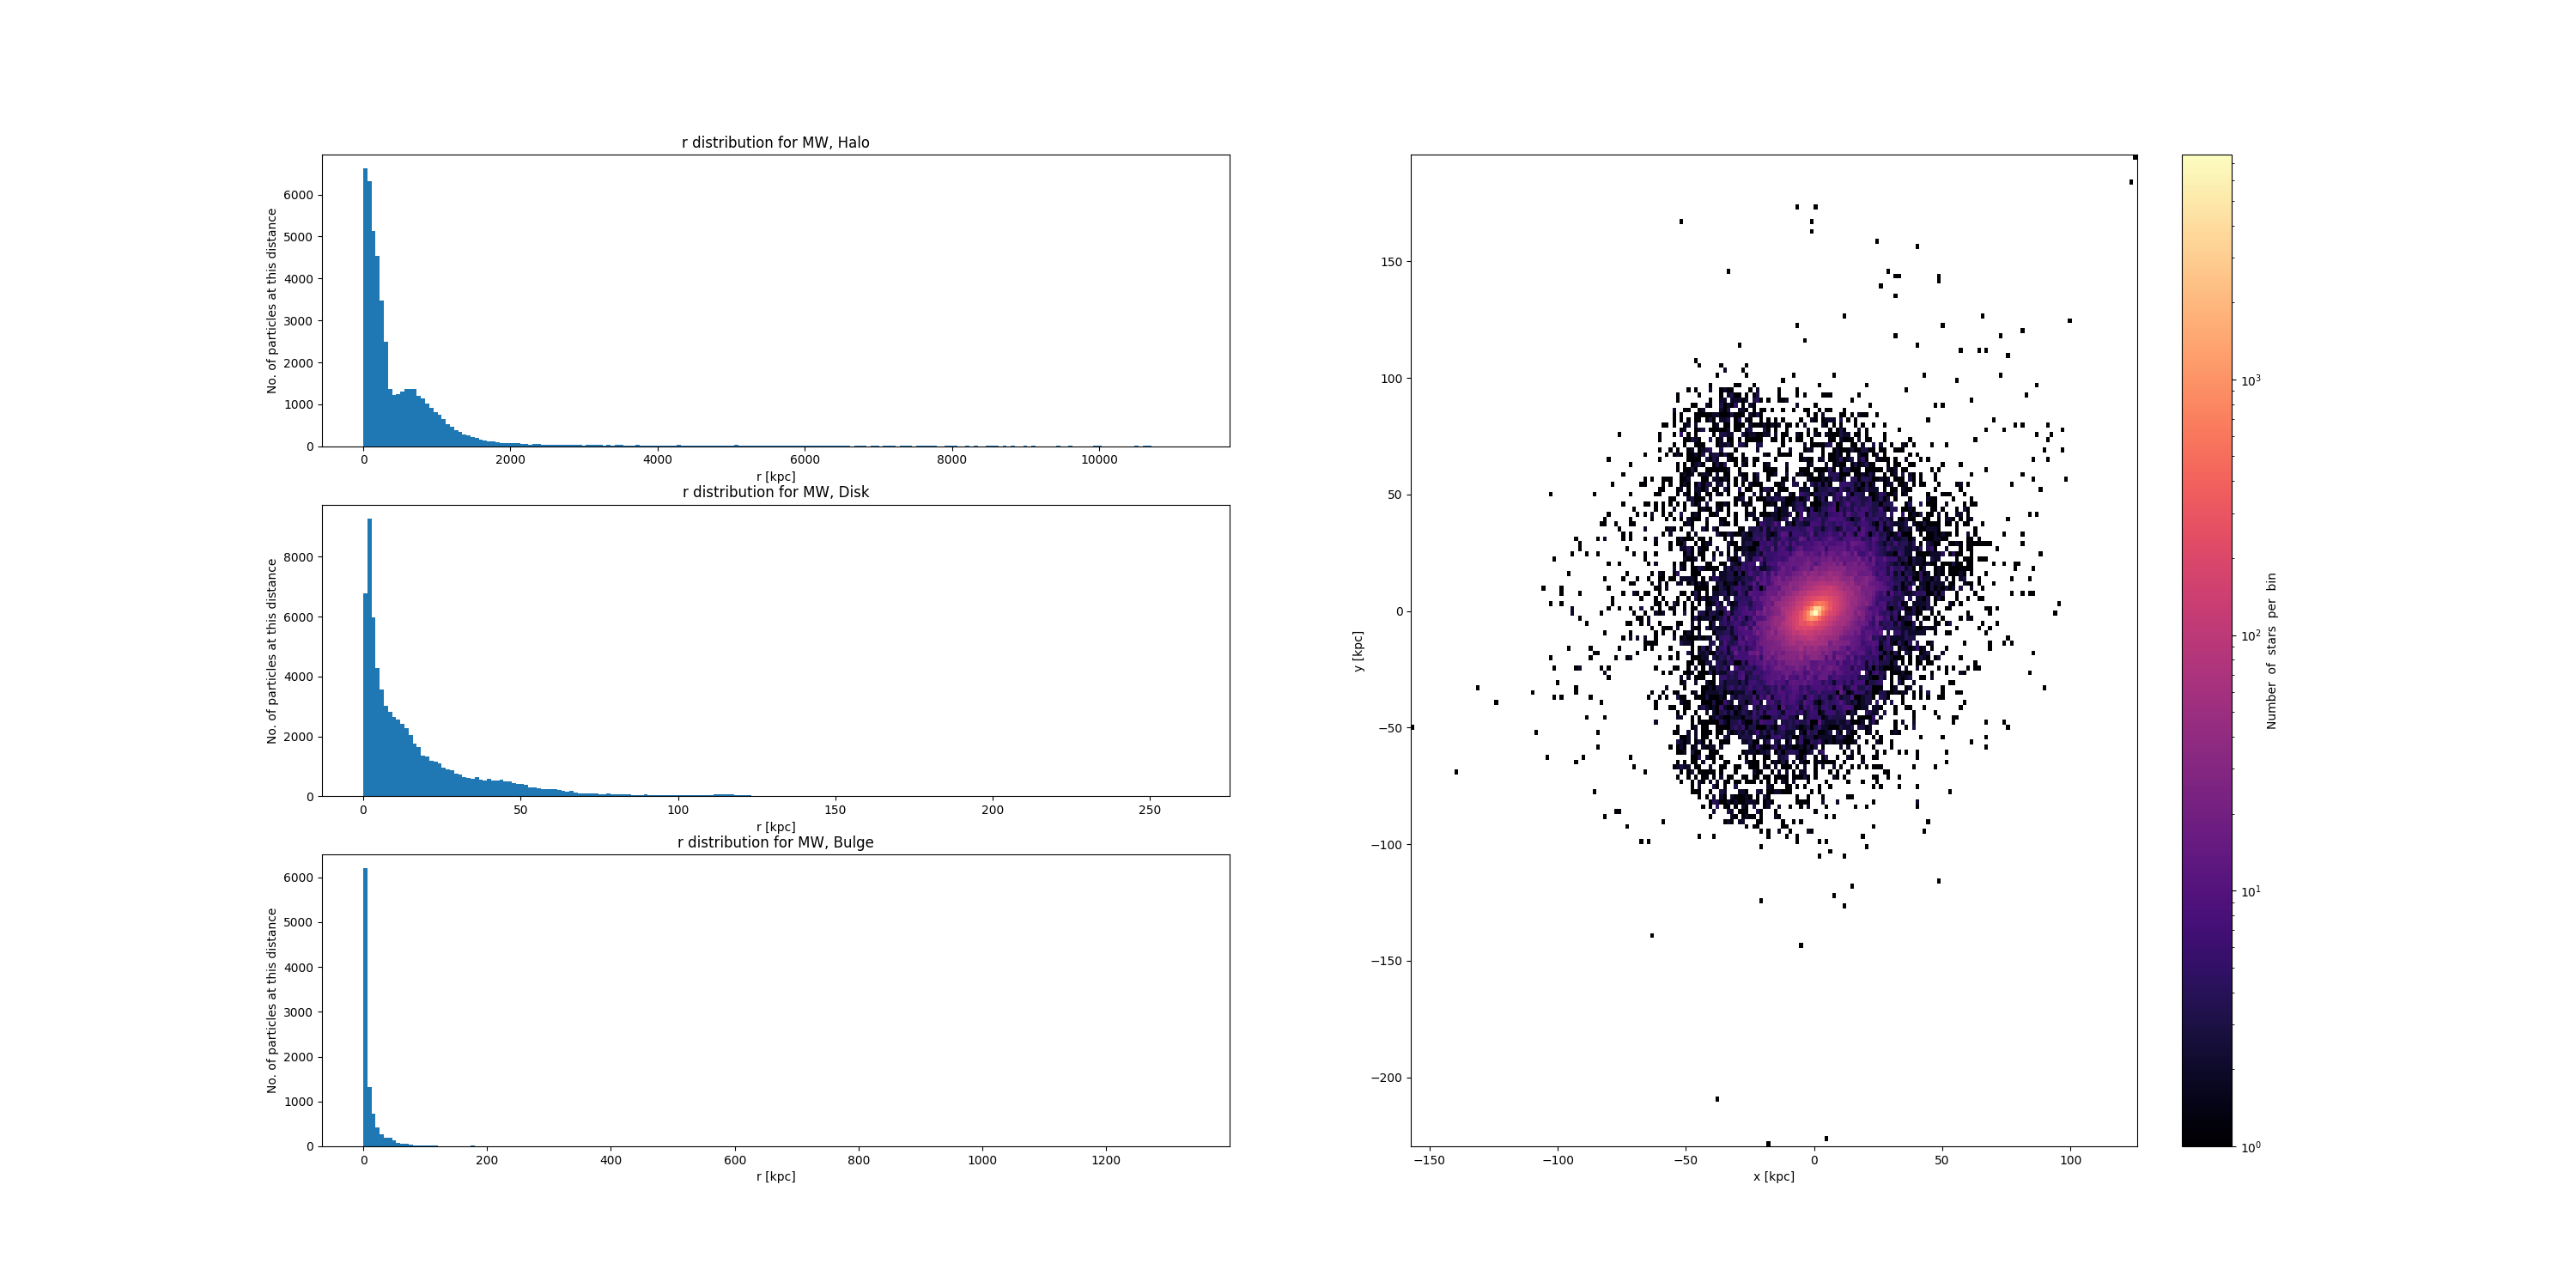 r distribution for MW, Halo
No. of particles at this distance
6000
5000
4000
3000
2000
1000
0
0 2000 4000 6000 8000 10000
r [kpc]
r distribution for MW, Disk
No. of particles at this distance
8000
6000
4000
2000
0
0 50 100 150 200 250
r [kpc]
r distribution for MW, Bulge
No. of particles at this distance
6000
5000
4000
3000
2000
1000
0
0 200 400 600 800 1000 1200
r [kpc]
y [kpc]
150
100
50
0
−50
−100
−150
−200
−150 −100 −50 0 50 100
x [kpc]
10³
10²
10¹
10⁰
Number of stars per bin